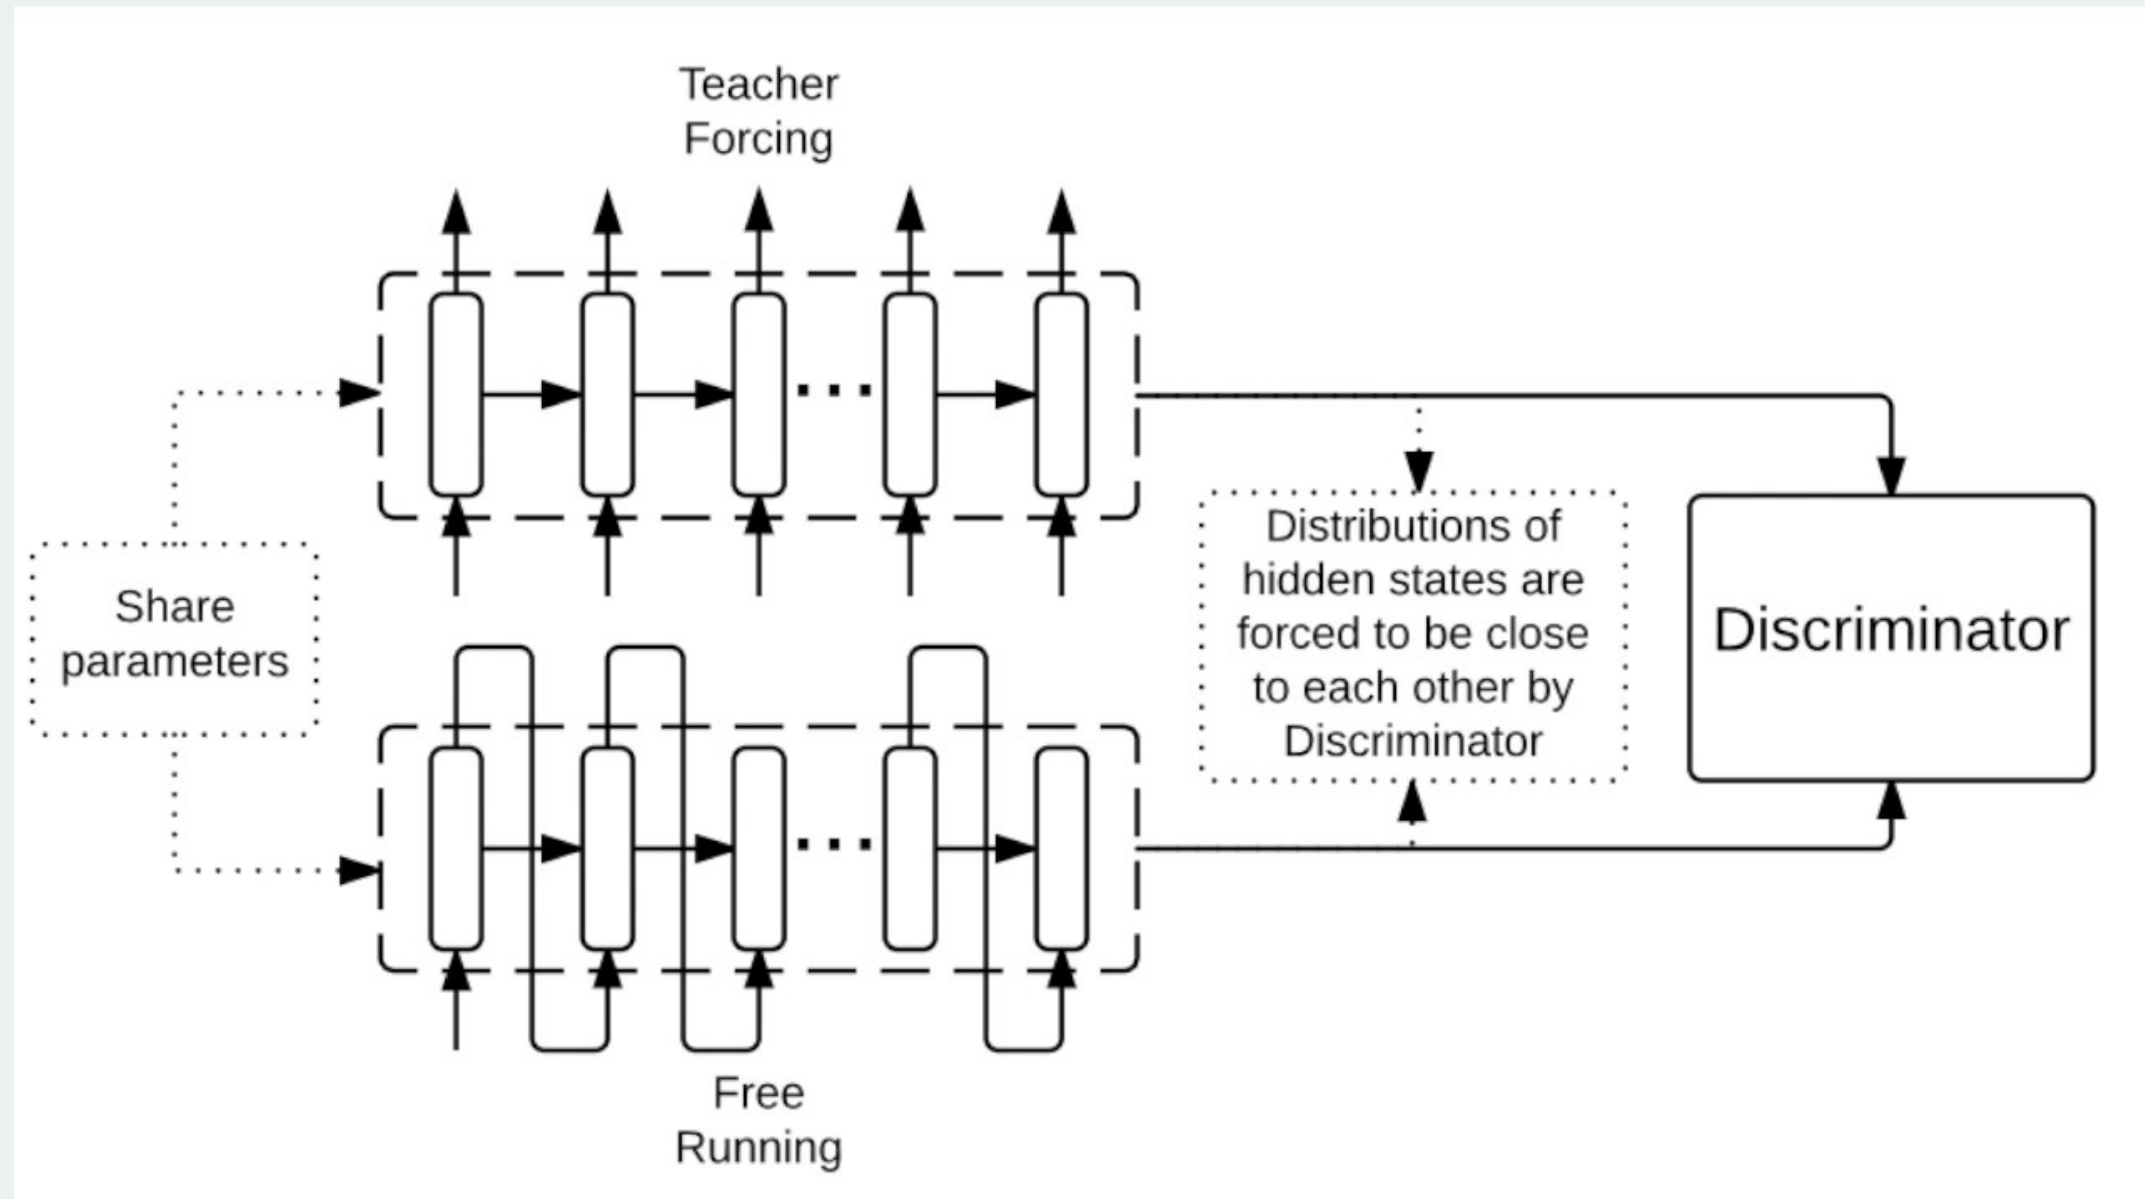 Teacher
Forcing
Share
parameters
Distributions of
hidden states are
forced to be close
to each other by
Discriminator
Discriminator
Free
Running